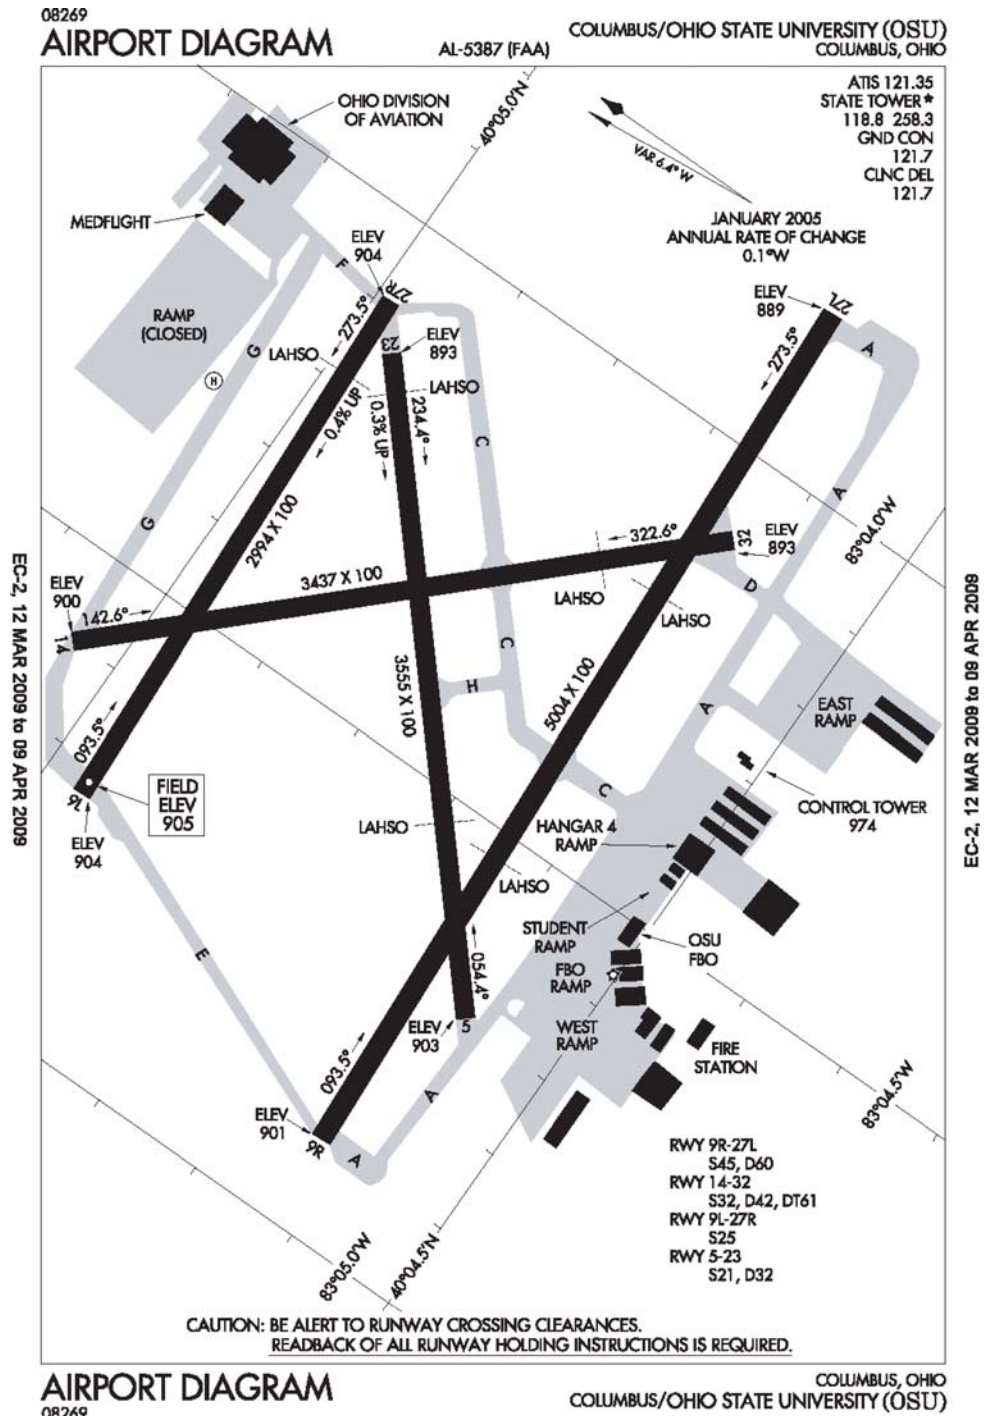 08269
AIRPORT DIAGRAM
AL-5387 (FAA)
COLUMBUS/OHIO STATE UNIVERSITY (OSU)
COLUMBUS, OHIO
ATIS 121.35
STATE TOWER★
118.8 258.3
GND CON
121.7
CLNC DEL
121.7
OHIO DIVISION
OF AVIATION
40°05.0'N
VAR 6.4° W
MEDFLIGHT
JANUARY 2005
ANNUAL RATE OF CHANGE
0.1°W
ELEV
904
F
27R
ELEV
889
27L
RAMP
(CLOSED)
273.5°
G
LAHSO
23
ELEV
893
273.5°
A
H
LAHSO
0.4% UP
0.3% UP
234.4°
C
A
G
2994 X 100
83°04.0'W
322.6°
32
ELEV
893
ELEV
900
142.6°
3437 X 100
LAHSO
D
LAHSO
14
C
3555 X 100
H
5004 X 100
A
EAST
RAMP
093.5°
9L
FIELD
ELEV
905
ELEV
904
C
CONTROL TOWER
974
LAHSO
HANGAR 4
RAMP
LAHSO
STUDENT
RAMP
OSU
FBO
E
054.4°
FBO
RAMP
ELEV
903
5
WEST
RAMP
FIRE
STATION
093.5°
A
83°04.5'W
ELEV
901
9R
A
RWY 9R-27L
S45, D60
RWY 14-32
S32, D42, DT61
RWY 9L-27R
S25
RWY 5-23
S21, D32
83°05.0'W
40°04.5'N
CAUTION: BE ALERT TO RUNWAY CROSSING CLEARANCES.
READBACK OF ALL RUNWAY HOLDING INSTRUCTIONS IS REQUIRED.
EC-2, 12 MAR 2009 to 09 APR 2009
EC-2, 12 MAR 2009 to 09 APR 2009
AIRPORT DIAGRAM
08269
COLUMBUS, OHIO
COLUMBUS/OHIO STATE UNIVERSITY (OSU)